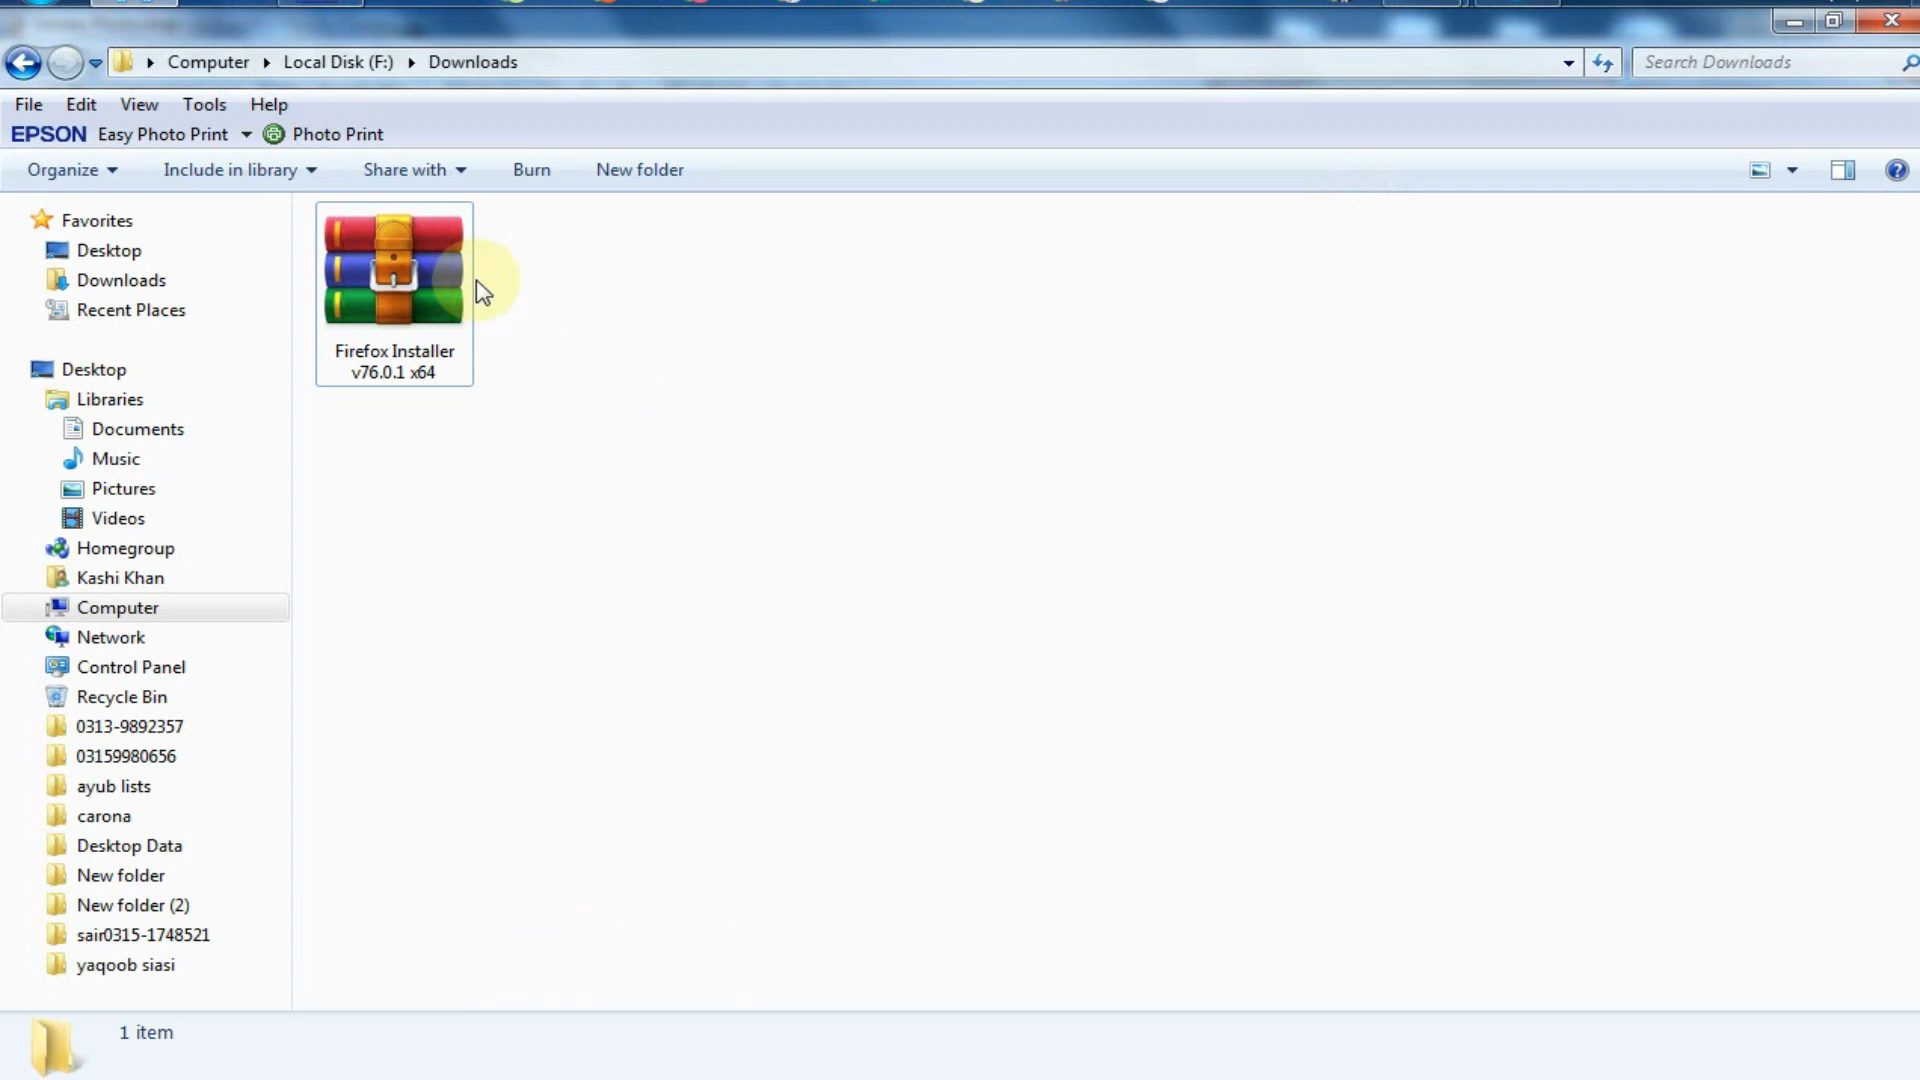 Computer Local Disk (F:) Downloads
Search Downloads
File Edit View Tools Help
EPSON Easy Photo Print Photo Print
Organize Include in library Share with Burn New folder
Favorites
Desktop
Downloads
Recent Places
Desktop
Libraries
Documents
Music
Pictures
Videos
Homegroup
Kashi Khan
Computer
Network
Control Panel
Recycle Bin
0313-9892357
03159980656
ayub lists
carona
Desktop Data
New folder
New folder (2)
sair0315-1748521
yaqoob siasi
Firefox Installer
v76.0.1 x64
1 item